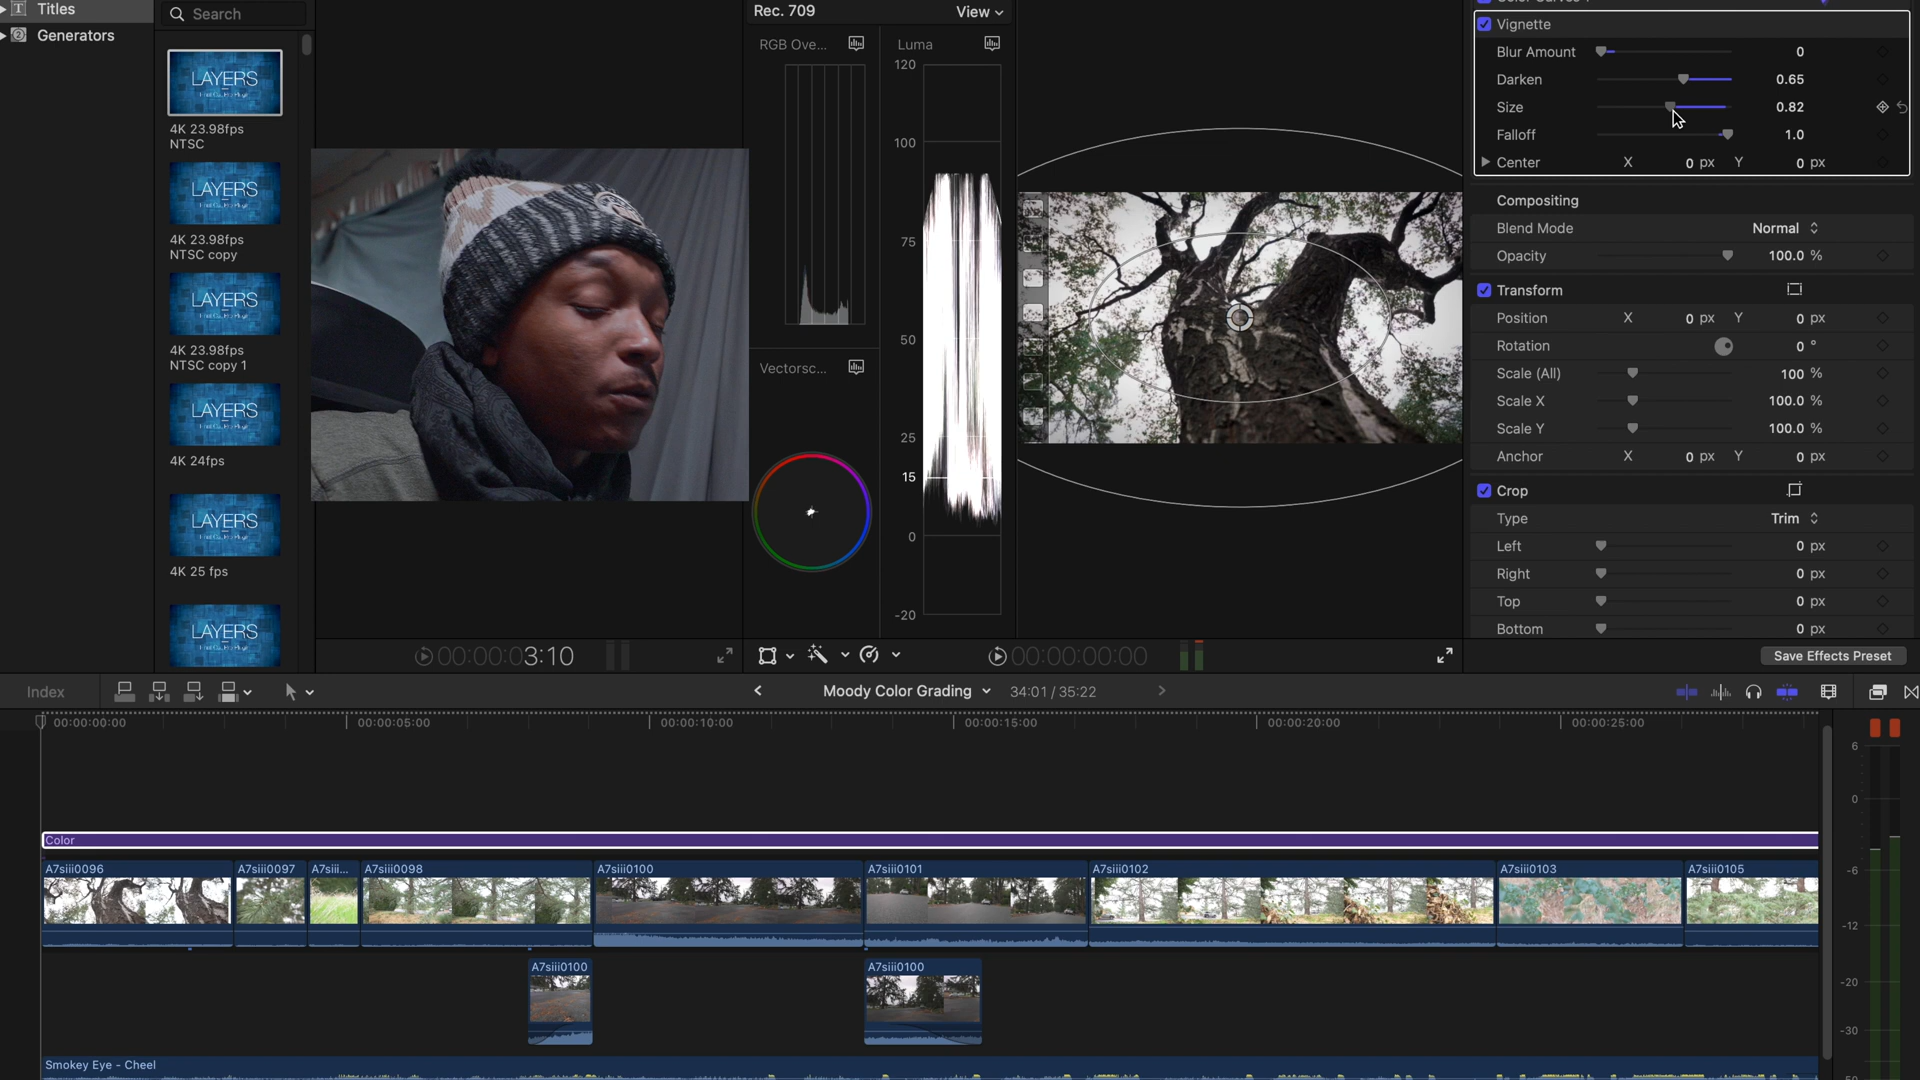 Titles
Generators
Search
LAYERS
4K 23.98fps
NTSC
LAYERS
4K 23.98fps
NTSC copy
LAYERS
4K 23.98fps
NTSC copy 1
LAYERS
4K 24fps
LAYERS
4K 25 fps
LAYERS
00:00:03:10
Rec. 709
View
RGB Ove...
Luma
120
100
75
50
25
15
0
-20
Vectorsc...
00:00:00:00
Vignette
Blur Amount 0
Darken 0.65
Size 0.82
Falloff 1.0
Center X 0 px Y 0 px
Compositing
Blend Mode Normal
Opacity 100.0 %
Transform
Position X 0 px Y 0 px
Rotation 0 °
Scale (All) 100 %
Scale X 100.0 %
Scale Y 100.0 %
Anchor X 0 px Y 0 px
Crop
Type Trim
Left 0 px
Right 0 px
Top 0 px
Bottom 0 px
Save Effects Preset
Index
Moody Color Grading 34:01 / 35:22
00:00:00:00 00:00:05:00 00:00:10:00 00:00:15:00 00:00:20:00 00:00:25:00
Color
A7siii0096 A7siii0097 A7sii... A7siii0098 A7siii0100 A7siii0101 A7siii0102 A7siii0103 A7siii0105
A7siii0100 A7siii0100
Smokey Eye - Cheel
6
0
-6
-12
-20
-30